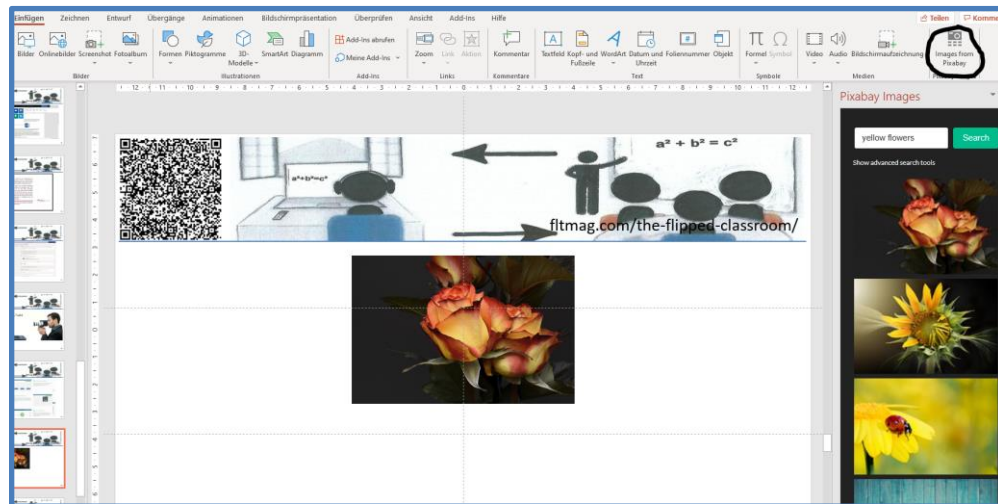 Einfügen Zeichnen Entwurf Übergänge Animationen Bildschirmpräsentation Überprüfen Ansicht Add-Ins Hilfe Teilen Komme
Bilder Onlinebilder Screenshot Fotoalbum Formen Piktogramme 3D-Modelle SmartArt Diagramm Add-Ins abrufen Meine Add-Ins Zoom Link Aktion Kommentar Textfeld Kopf- und Fußzeile WordArt Datum und Uhrzeit Foliennummer Objekt Formel Symbol Video Audio Bildschirmaufzeichnung Images from Pixabay
Bilder Illustrationen Add-Ins Links Kommentare Text Symbole Medien
Pixabay Images
yellow flowers Search
Show advanced search tools
a²+b²=c²
a² + b² = c²
fltmag.com/the-flipped-classroom/